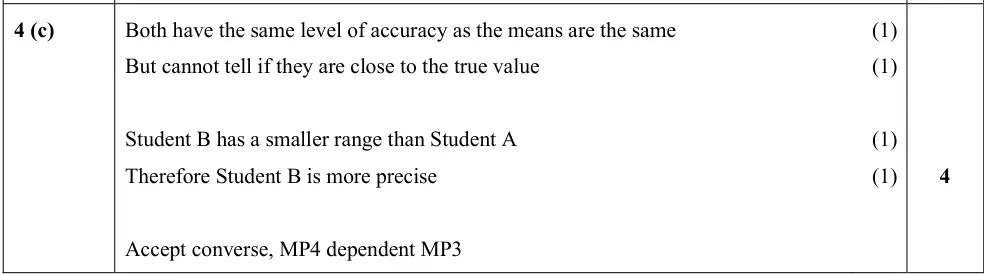 4 (c) Both have the same level of accuracy as the means are the same (1)
But cannot tell if they are close to the true value (1)
Student B has a smaller range than Student A (1)
Therefore Student B is more precise (1) 4
Accept converse, MP4 dependent MP3